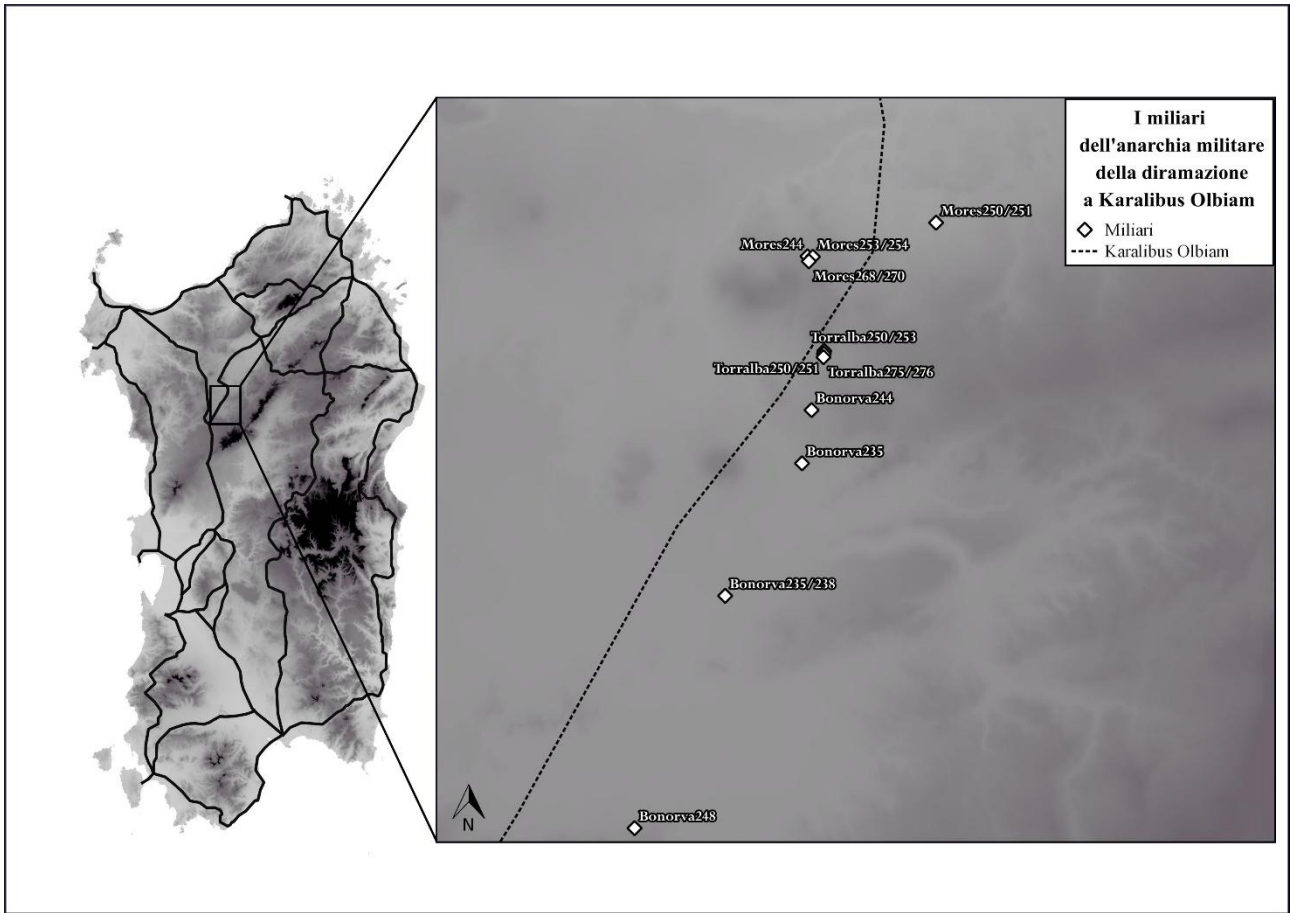 I miliari
dell'anarchia militare
della diramazione
a Karalibus Olbiam
Miliari
Karalibus Olbiam
Mores250/251
Mores244
Mores253/254
Mores268/270
Torralba250/253
Torralba250/251
Torralba275/276
Bonorva244
Bonorva235
Bonorva235/238
Bonorva248
N